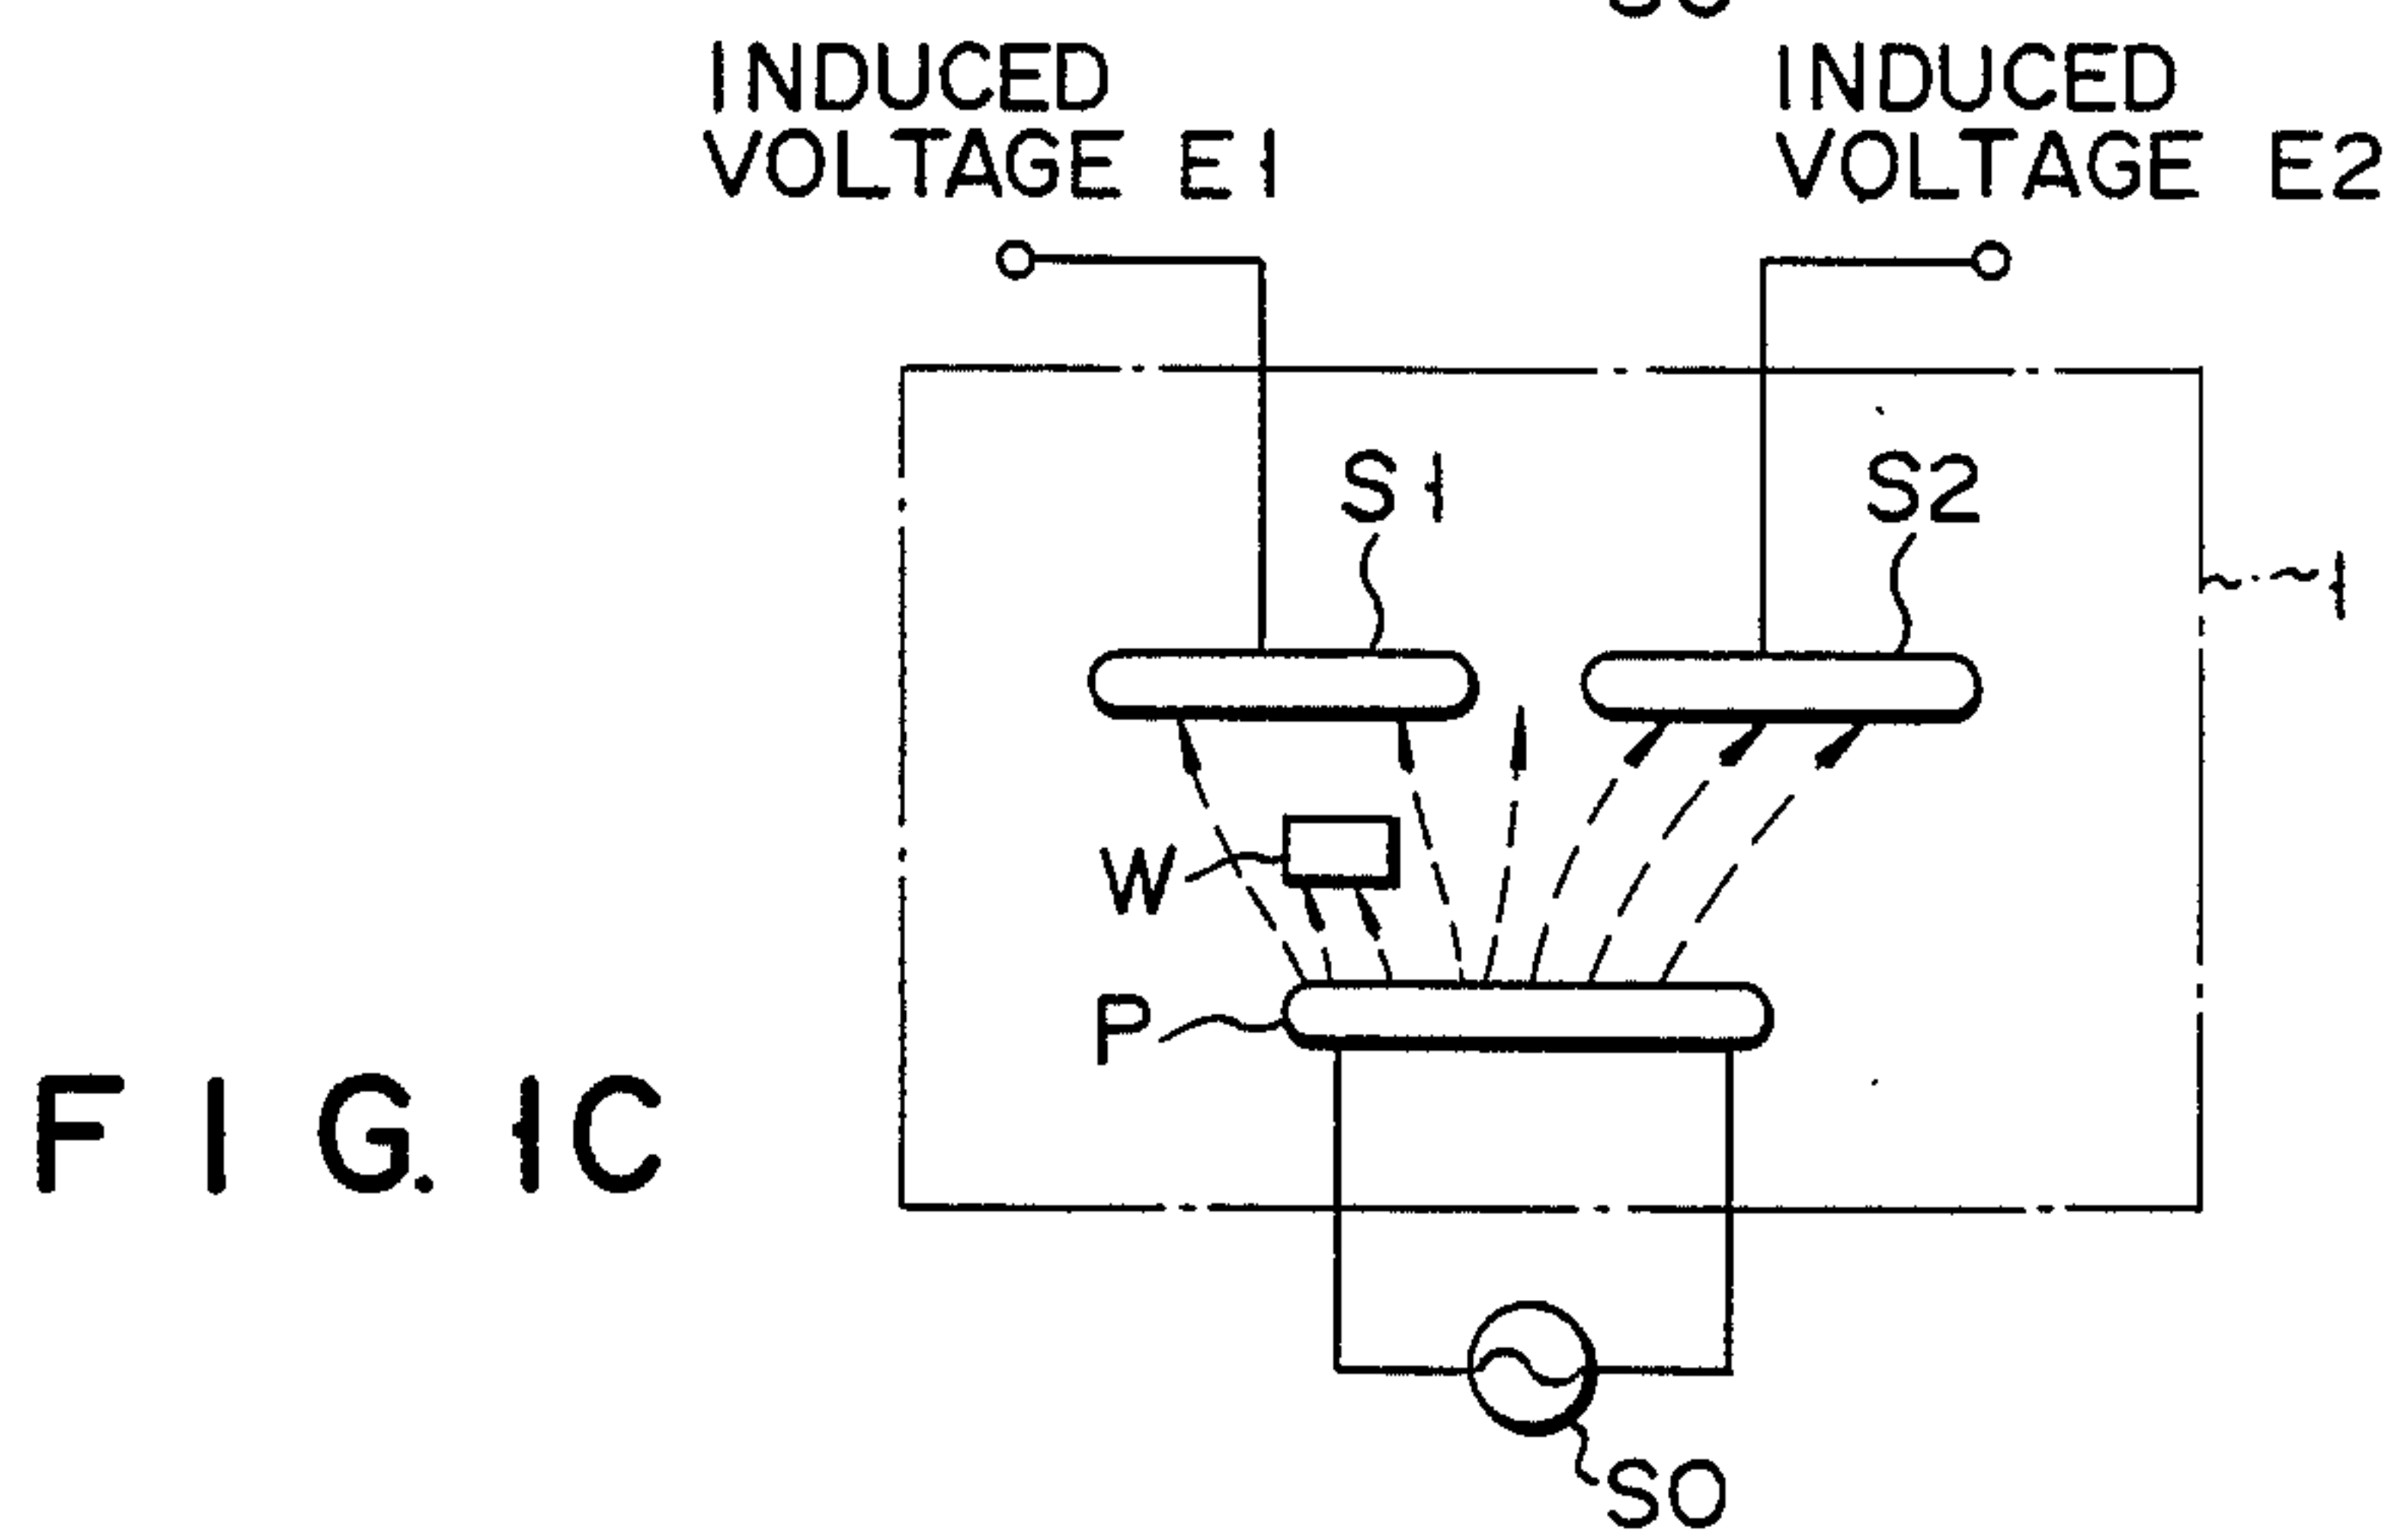 INDUCED
VOLTAGE E1
INDUCED
VOLTAGE E2
S1
S2
1
W
P
FIG. 1C
SO